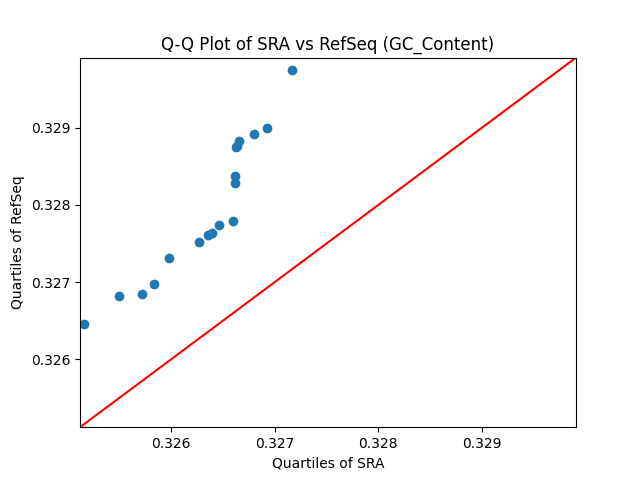 Q-Q Plot of SRA vs RefSeq (GC_Content)
0.329
0.328
0.327
0.326
Quartiles of RefSeq
0.326 0.327 0.328 0.329
Quartiles of SRA